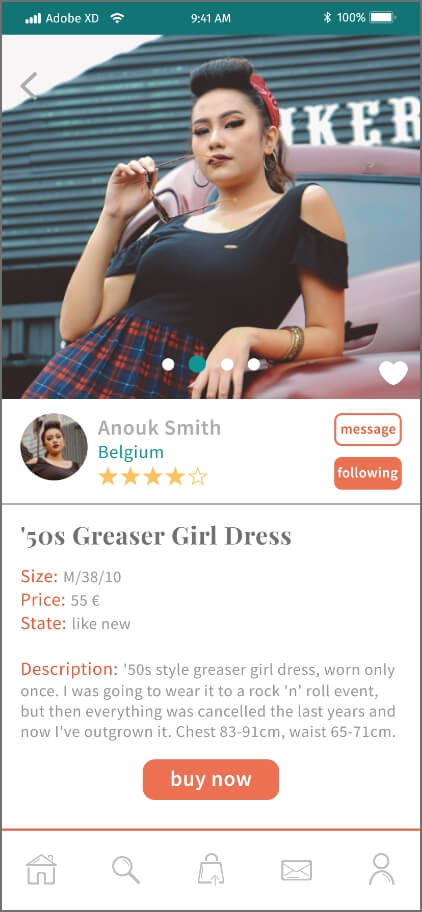 Adobe XD 9:41 AM 100%
IKER
Anouk Smith
message
Belgium
following
'50s Greaser Girl Dress
Size: M/38/10
Price: 55 €
State: like new
Description: '50s style greaser girl dress, worn only
once. I was going to wear it to a rock 'n' roll event,
but then everything was cancelled the last years and
now I've outgrown it. Chest 83-91cm, waist 65-71cm.
buy now